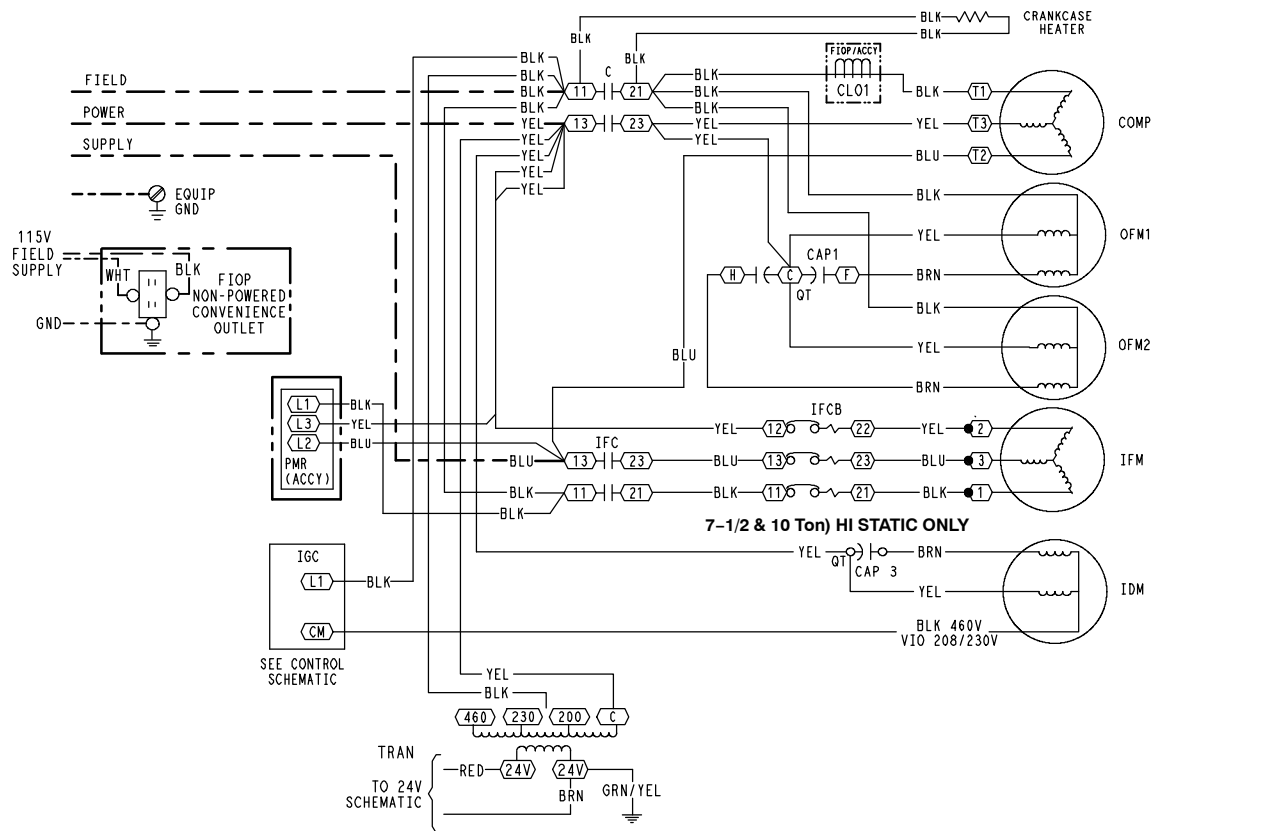 BLK
CRANKCASE
HEATER
BLK
BLK
BLK
FIOP/ACCY
CLO1
BLK
C
BLK
FIELD
BLK
BLK
11
21
BLK
BLK
T1
BLK
BLK
POWER
YEL
13
23
YEL
YEL
T3
COMP
YEL
YEL
SUPPLY
YEL
BLU
T2
YEL
YEL
EQUIP
GND
BLK
115V
FIELD
SUPPLY
WHT
BLK
FIOP
NON-POWERED
CONVENIENCE
OUTLET
GND
YEL
OFM1
CAP1
H
C
F
BRN
QT
BLK
BLU
YEL
OFM2
BRN
L1
BLK
L3
YEL
L2
BLU
PMR
(ACCY)
IFCB
YEL
12
22
YEL
2
IFC
BLU
13
23
BLU
13
23
BLU
3
IFM
BLK
11
21
BLK
11
21
BLK
1
BLK
7–1/2 & 10 Ton) HI STATIC ONLY
IGC
YEL
QT
CAP 3
BRN
L1
BLK
YEL
IDM
CM
BLK 460V
VIO 208/230V
SEE CONTROL
SCHEMATIC
YEL
BLK
460
230
200
C
TRAN
RED
24V
24V
TO 24V
SCHEMATIC
BRN
GRN/YEL